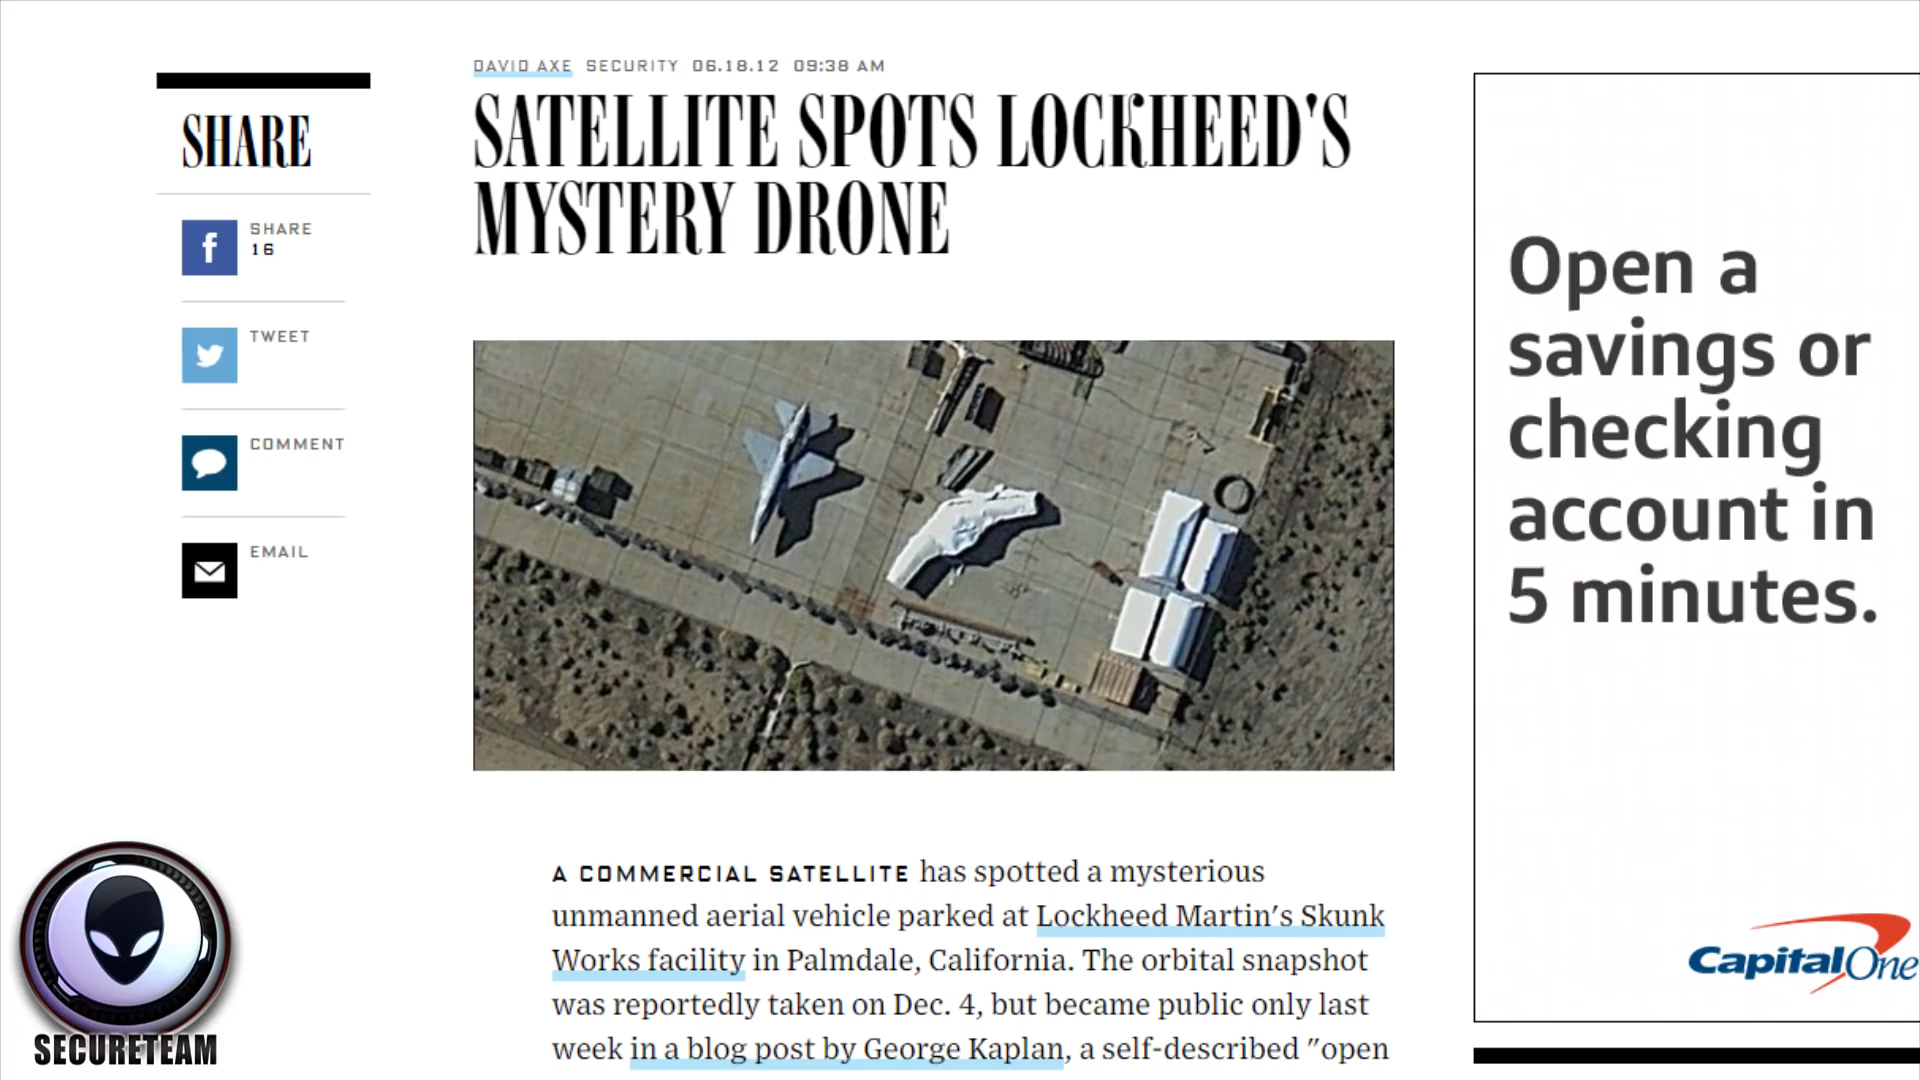 DAVID AXE SECURITY 06.18.12 09:38 AM
SATELLITE SPOTS LOCKHEED'S
MYSTERY DRONE
SHARE
SHARE
16
TWEET
COMMENT
EMAIL
A COMMERCIAL SATELLITE has spotted a mysterious
unmanned aerial vehicle parked at Lockheed Martin's Skunk
Works facility in Palmdale, California. The orbital snapshot
was reportedly taken on Dec. 4, but became public only last
week in a blog post by George Kaplan, a self-described "open
Open a
savings or
checking
account in
5 minutes.
Capital One
SECURETEAM